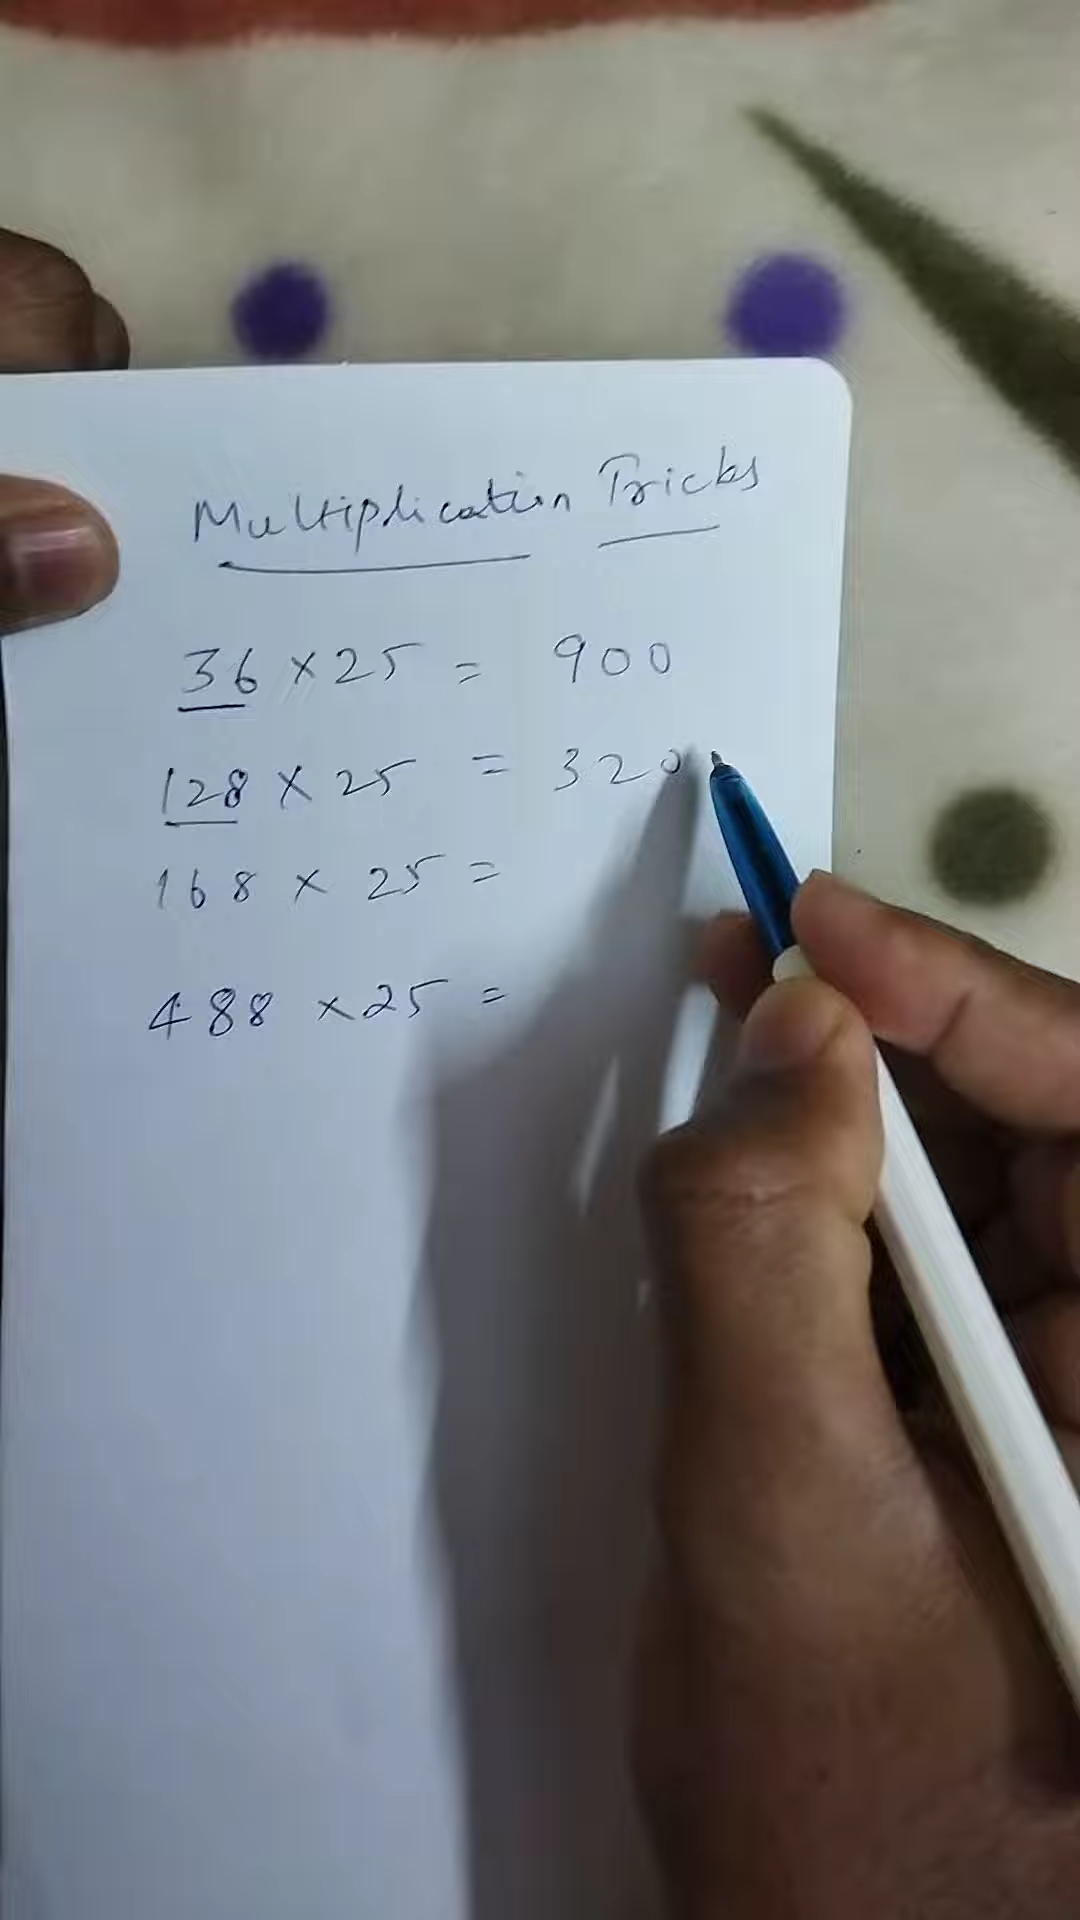 Multiplication Tricks
36 × 25 = 900
128 × 25 = 320
168 × 25 =
488 × 25 =